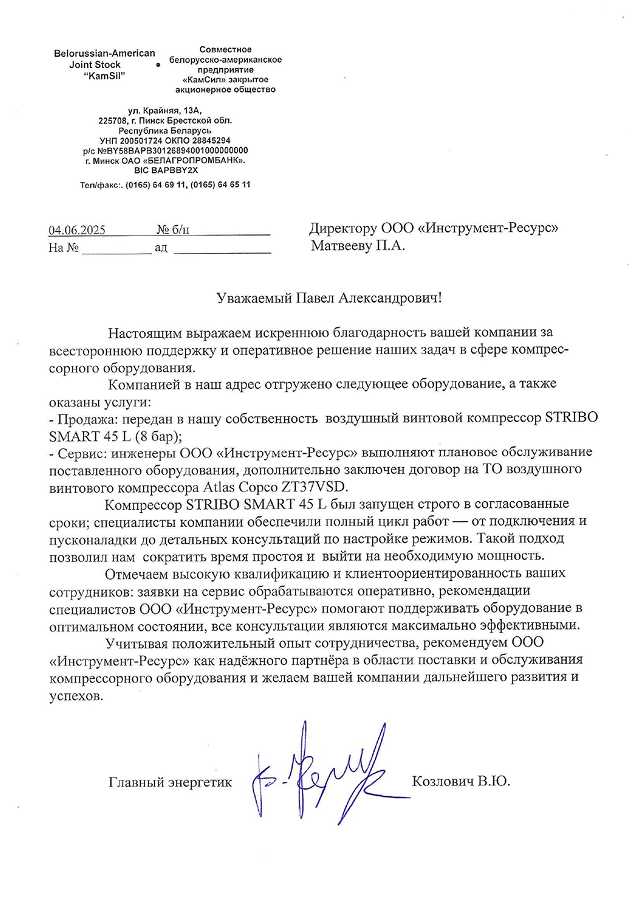 Belorussian-American
Joint Stock
“KamSil”
Совместное
белорусско-американское
предприятие
«КамСил» закрытое
акционерное общество
ул. Крайняя, 13А,
225708, г. Пинск Брестской обл.
Республика Беларусь
УНП 200501724 ОКПО 28845294
р/с №BY58BAPB30126894001000000000
г. Минск ОАО «БЕЛАГРОПРОМБАНК».
BIC BAPBBY2X
Тел/факс:. (0165) 64 69 11, (0165) 64 65 11
04.06.2025 № б/н
На № ад
Директору ООО «Инструмент-Ресурс»
Матвееву П.А.
Уважаемый Павел Александрович!
Настоящим выражаем искреннюю благодарность вашей компании за
всестороннюю поддержку и оперативное решение наших задач в сфере компрес-
сорного оборудования.
Компанией в наш адрес отгружено следующее оборудование, а также
оказаны услуги:
- Продажа: передан в нашу собственность воздушный винтовой компрессор STRIBO
SMART 45 L (8 бар);
- Сервис: инженеры ООО «Инструмент-Ресурс» выполняют плановое обслуживание
поставленного оборудования, дополнительно заключен договор на ТО воздушного
винтового компрессора Atlas Copco ZT37VSD.
Компрессор STRIBO SMART 45 L был запущен строго в согласованные
сроки; специалисты компании обеспечили полный цикл работ — от подключения и
пусконаладки до детальных консультаций по настройке режимов. Такой подход
позволил нам сократить время простоя и выйти на необходимую мощность.
Отмечаем высокую квалификацию и клиентоориентированность ваших
сотрудников: заявки на сервис обрабатываются оперативно, рекомендации
специалистов ООО «Инструмент-Ресурс» помогают поддерживать оборудование в
оптимальном состоянии, все консультации являются максимально эффективными.
Учитывая положительный опыт сотрудничества, рекомендуем ООО
«Инструмент-Ресурс» как надёжного партнёра в области поставки и обслуживания
компрессорного оборудования и желаем вашей компании дальнейшего развития и
успехов.
Главный энергетик Козлович В.Ю.